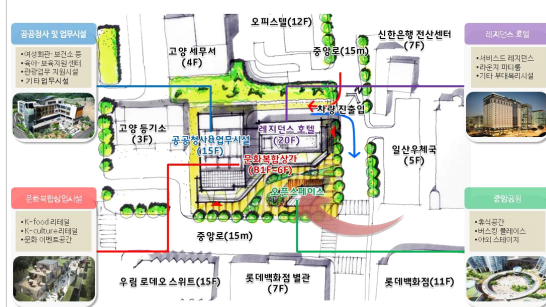 공공청사 및 업무시설
• 여성회관·보건소 등
• 육아·보육지원 센터
• 관광업무 지원시설
• 기타 업무시설
오피스텔(12F)
고양 세무서
(4F)
중앙로(15m)
신한은행 전산센터
(7F)
레지던스 호텔
• 서비스드 레지던스
• 라운지 파티룸
• 기타 부대복리시설
차량 진출입
고양 등기소
(3F)
공공청사&업무시설
(15F)
레지던스 호텔
(20F)
문화복합상가
(B1F~6F)
일산우체국
(5F)
오픈스페이스
문화복합상업시설
• K-food 리테일
• K-culture 리테일
• 문화 이벤트공간
중앙공원
• 휴식공간
• 버스킹 플레이스
• 야외 스테이지
중앙로(15m)
우림 로데오 스위트(15F)
롯데백화점 별관
(7F)
롯데백화점(11F)